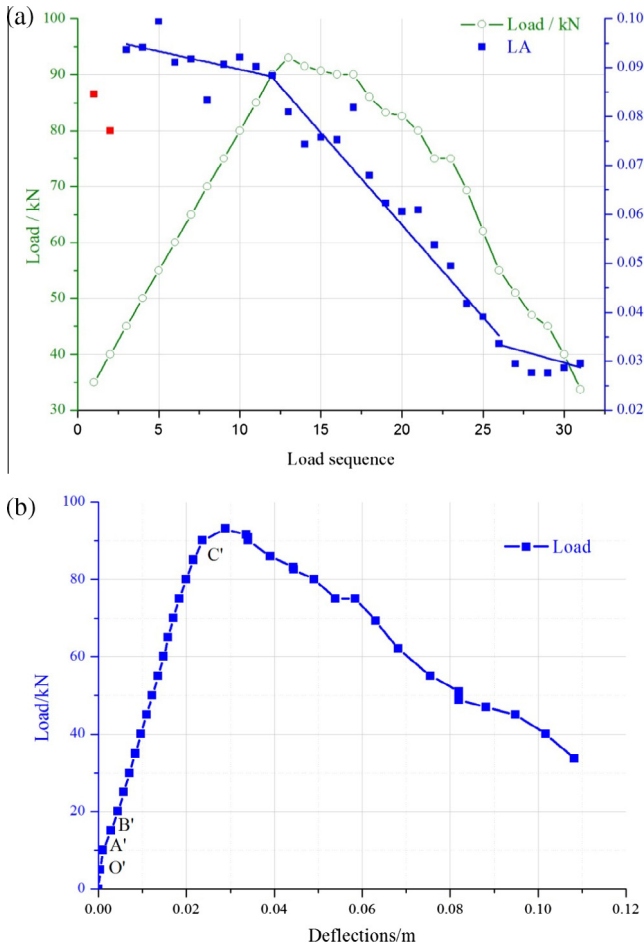 (a)
Load / kN
LA
100
90
80
70
60
50
40
30
Load / kN
0.10
0.09
0.08
0.07
0.06
0.05
0.04
0.03
0.02
0 5 10 15 20 25 30
Load sequence
(b)
100
80
60
40
20
0
Load/kN
Load
C'
B'
A'
O'
0.00 0.02 0.04 0.06 0.08 0.10 0.12
Deflections/m